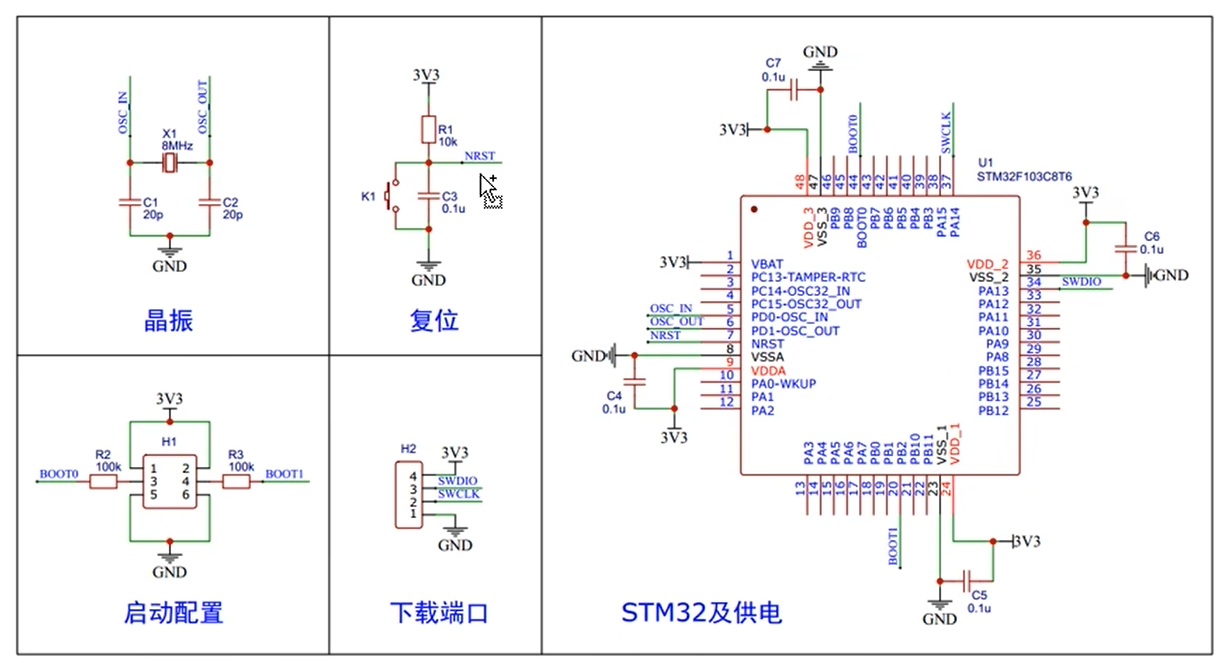 OSC_IN
OSC_OUT
X1
8MHz
C1
20p
C2
20p
GND
晶振
3V3
R1
10k
NRST
K1
C3
0.1u
GND
复位
3V3
H1
R2
100k
R3
100k
BOOT0
BOOT1
1 2
3 4
5 6
GND
启动配置
H2
3V3
4
3 SWDIO
2 SWCLK
1
GND
下载端口
GND
C7
0.1u
3V3
BOOT0
SWCLK
U1
STM32F103C8T6
48 47 46 45 44 43 42 41 40 39 38 37
VDD_3 VSS_3 PB9 PB8 BOOT0 PB7 PB6 PB5 PB4 PB3 PA15 PA14
3V3
C6
0.1u
GND
3V3 1 VBAT
2 PC13-TAMPER-RTC
3 PC14-OSC32_IN
4 PC15-OSC32_OUT
OSC_IN 5 PD0-OSC_IN
OSC_OUT 6 PD1-OSC_OUT
NRST 7 NRST
GND 8 VSSA
9 VDDA
10 PA0-WKUP
11 PA1
12 PA2
C4
0.1u
3V3
VDD_2 36
VSS_2 35
PA13 34 SWDIO
PA12 33
PA11 32
PA10 31
PA9 30
PA8 29
PB15 28
PB14 27
PB13 26
PB12 25
PA3 PA4 PA5 PA6 PA7 PB0 PB1 PB2 PB10 PB11 VSS_1 VDD_1
13 14 15 16 17 18 19 20 21 22 23 24
BOOT1
3V3
C5
0.1u
GND
STM32及供电